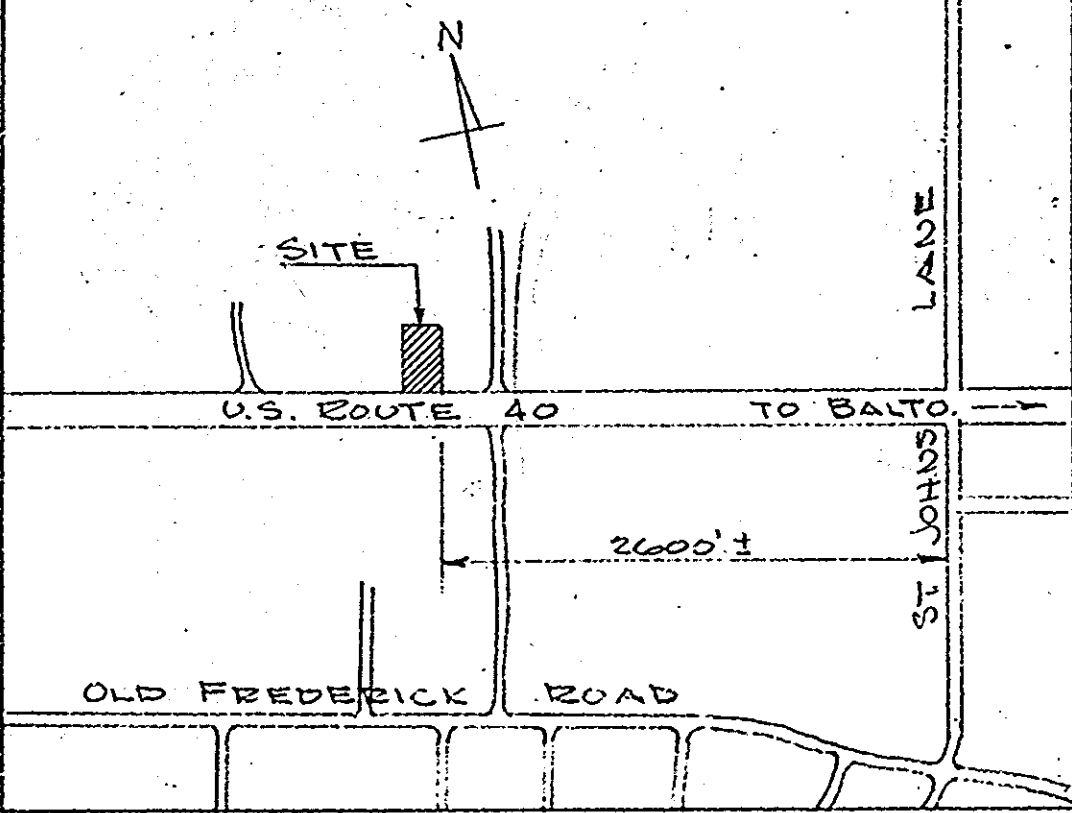 N
SITE
LANE
U.S. ROUTE 40
TO BALTO.
ST. JOHNS
2600' ±
OLD FREDERICK ROAD